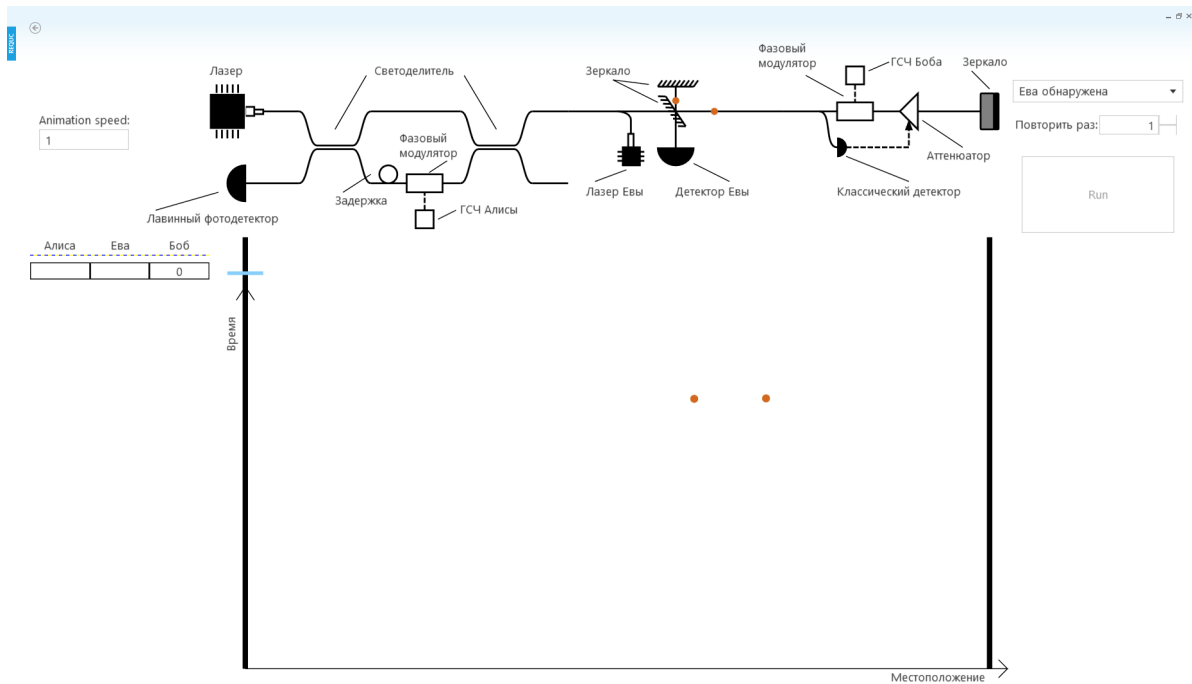 REQUC
Animation speed:
1
Лазер
Светоделитель
Зеркало
Фазовый
модулятор
ГСЧ Боба
Зеркало
Ева обнаружена
Повторить раз:
1
Фазовый
модулятор
Задержка
ГСЧ Алисы
Лазер Евы
Детектор Евы
Аттенюатор
Классический детектор
Run
Лавинный фотодетектор
Алиса
Ева
Боб
0
Время
Местоположение